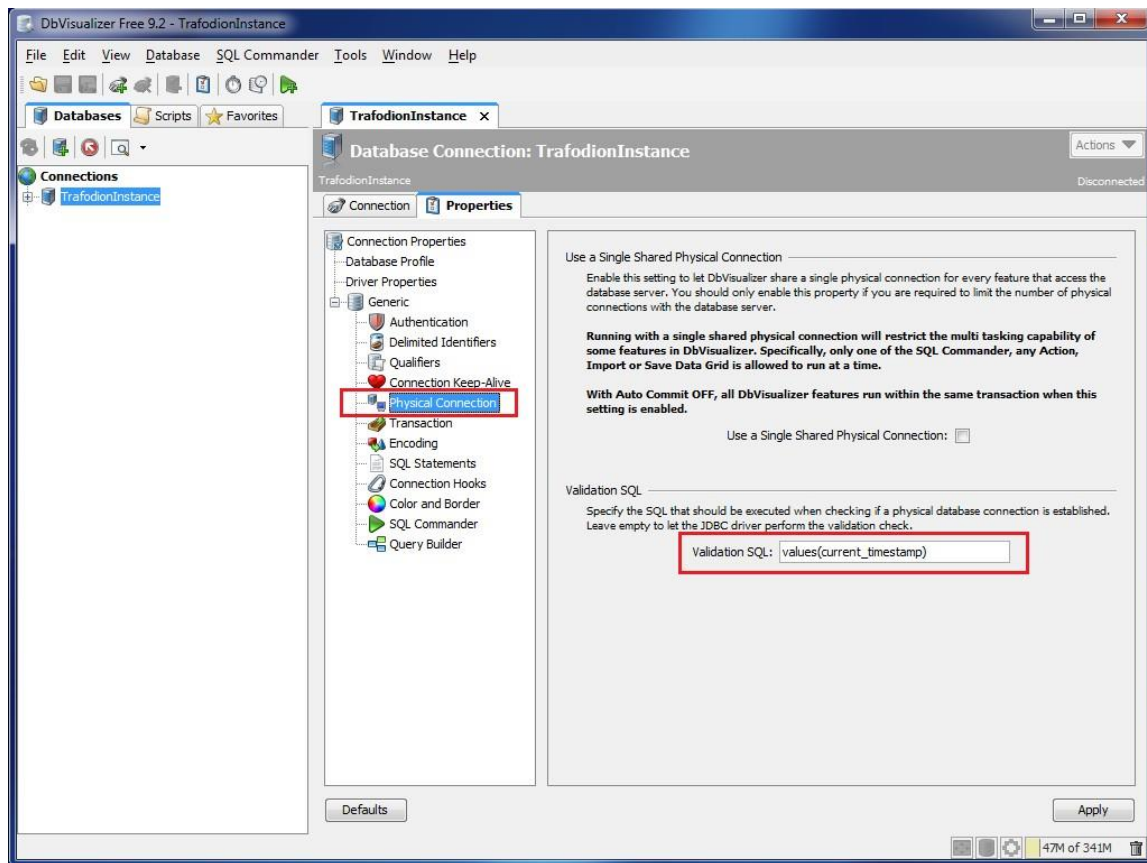 DbVisualizer Free 9.2 - TrafodionInstance
File Edit View Database SQL Commander Tools Window Help
Databases Scripts Favorites
TrafodionInstance X
Connections
TrafodionInstance
Database Connection: TrafodionInstance
Actions
TrafodionInstance
Disconnected
Connection Properties
Connection Properties
Database Profile
Driver Properties
Generic
Authentication
Delimited Identifiers
Qualifiers
Connection Keep-Alive
Physical Connection
Transaction
Encoding
SQL Statements
Connection Hooks
Color and Border
SQL Commander
Query Builder
Use a Single Shared Physical Connection
Enable this setting to let DbVisualizer share a single physical connection for every feature that access the
database server. You should only enable this property if you are required to limit the number of physical
connections with the database server.
Running with a single shared physical connection will restrict the multi tasking capability of
some features in DbVisualizer. Specifically, only one of the SQL Commander, any Action,
Import or Save Data Grid is allowed to run at a time.
With Auto Commit OFF, all DbVisualizer features run within the same transaction when this
setting is enabled.
Use a Single Shared Physical Connection:
Validation SQL
Specify the SQL that should be executed when checking if a physical database connection is established.
Leave empty to let the JDBC driver perform the validation check.
Validation SQL: values(current_timestamp)
Defaults
Apply
47M of 341M